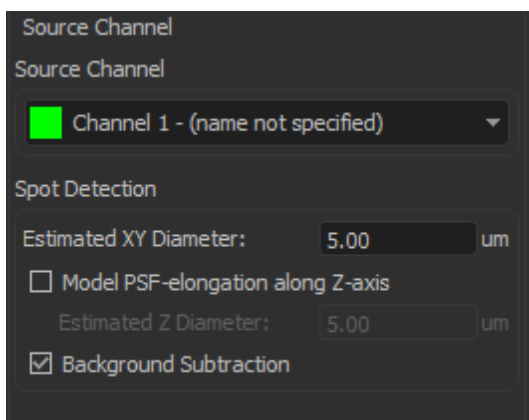 Source Channel
Source Channel
Channel 1 - (name not specified)
Spot Detection
Estimated XY Diameter: 5.00 um
Model PSF-elongation along Z-axis
Estimated Z Diameter: 5.00 um
Background Subtraction